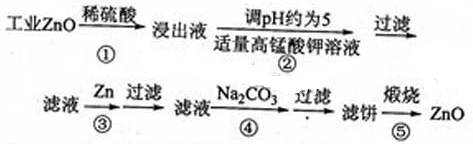 工业ZnO 稀硫酸 ① 浸出液 调pH约为5 适量高锰酸钾溶液 ② 过滤
滤液 Zn ③ 过滤 滤液 Na₂CO₃ ④ 过滤 滤饼 煅烧 ⑤ ZnO